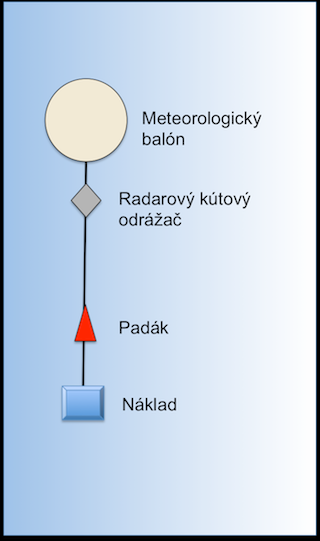 Meteorologický
balón
Radarový kútový
odrážač
Padák
Náklad